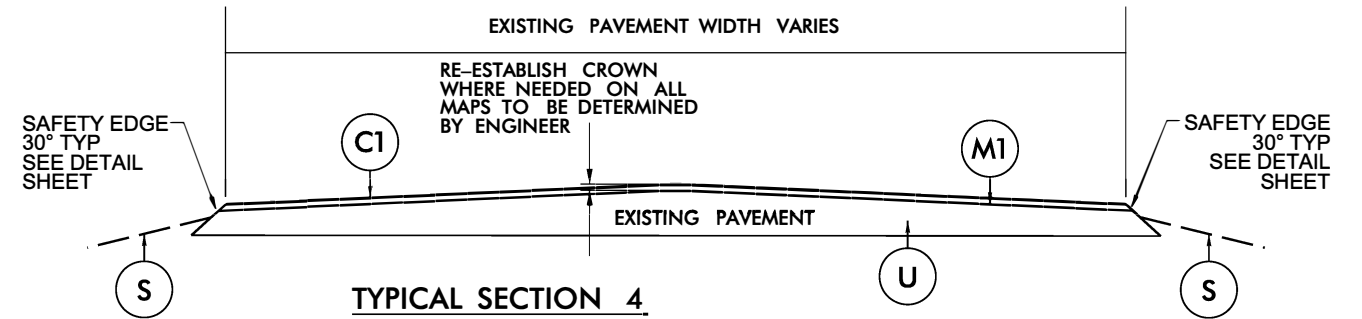 EXISTING PAVEMENT WIDTH VARIES
RE-ESTABLISH CROWN
WHERE NEEDED ON ALL
MAPS TO BE DETERMINED
BY ENGINEER
SAFETY EDGE
30° TYP
SEE DETAIL
SHEET
C1
M1
SAFETY EDGE
30° TYP
SEE DETAIL
SHEET
EXISTING PAVEMENT
S
U
S
TYPICAL SECTION 4